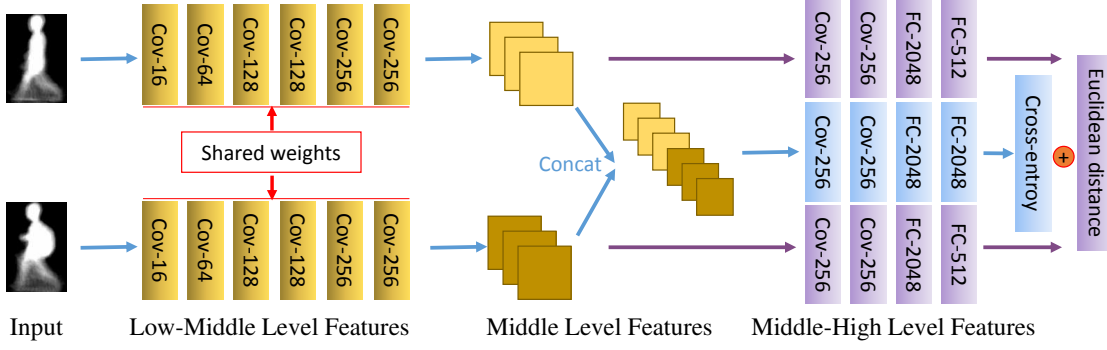 Cov-16
Cov-64
Cov-128
Cov-128
Cov-256
Cov-256
Shared weights
Cov-16
Cov-64
Cov-128
Cov-128
Cov-256
Cov-256
Concat
Cov-256
Cov-256
FC-2048
FC-512
Cov-256
Cov-256
FC-2048
FC-2048
Cov-256
Cov-256
FC-2048
FC-512
Cross-entroy
+
Euclidean distance
Input
Low-Middle Level Features
Middle Level Features
Middle-High Level Features